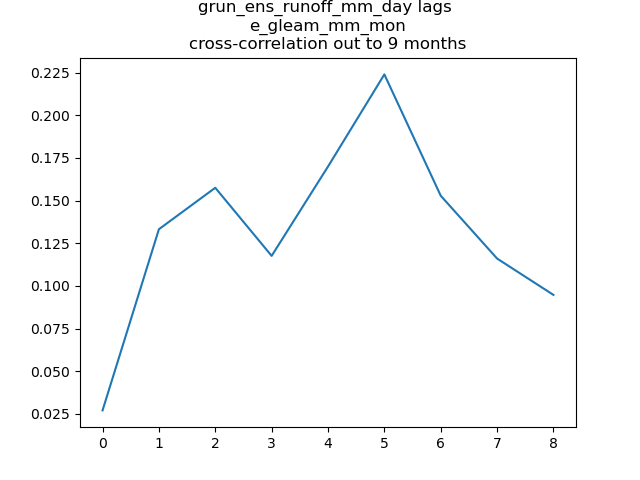 grun_ens_runoff_mm_day lags
e_gleam_mm_mon
cross-correlation out to 9 months
0.225
0.200
0.175
0.150
0.125
0.100
0.075
0.050
0.025
0 1 2 3 4 5 6 7 8